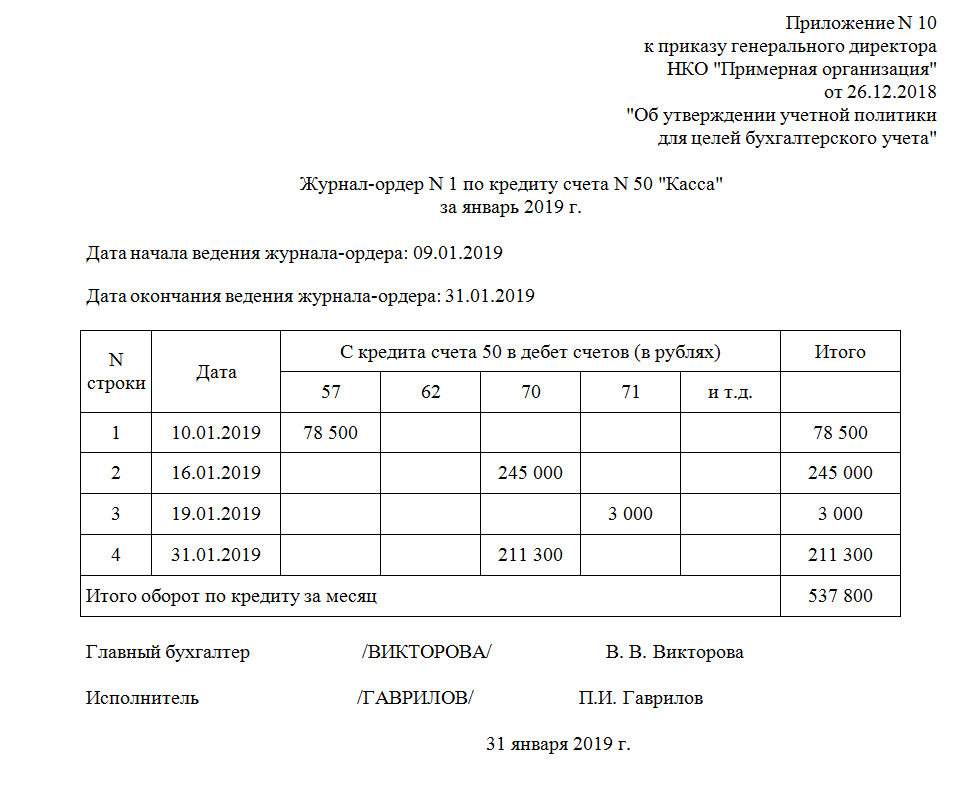 Приложение N 10
к приказу генерального директора
НКО "Примерная организация"
от 26.12.2018
"Об утверждении учетной политики
для целей бухгалтерского учета"
Журнал-ордер N 1 по кредиту счета N 50 "Касса"
за январь 2019 г.
Дата начала ведения журнала-ордера: 09.01.2019
Дата окончания ведения журнала-ордера: 31.01.2019
N строки Дата С кредита счета 50 в дебет счетов (в рублях) Итого
57 62 70 71 и т.д.
1 10.01.2019 78 500 78 500
2 16.01.2019 245 000 245 000
3 19.01.2019 3 000 3 000
4 31.01.2019 211 300 211 300
Итого оборот по кредиту за месяц 537 800
Главный бухгалтер /ВИКТОРОВА/ В. В. Викторова
Исполнитель /ГАВРИЛОВ/ П.И. Гаврилов
31 января 2019 г.